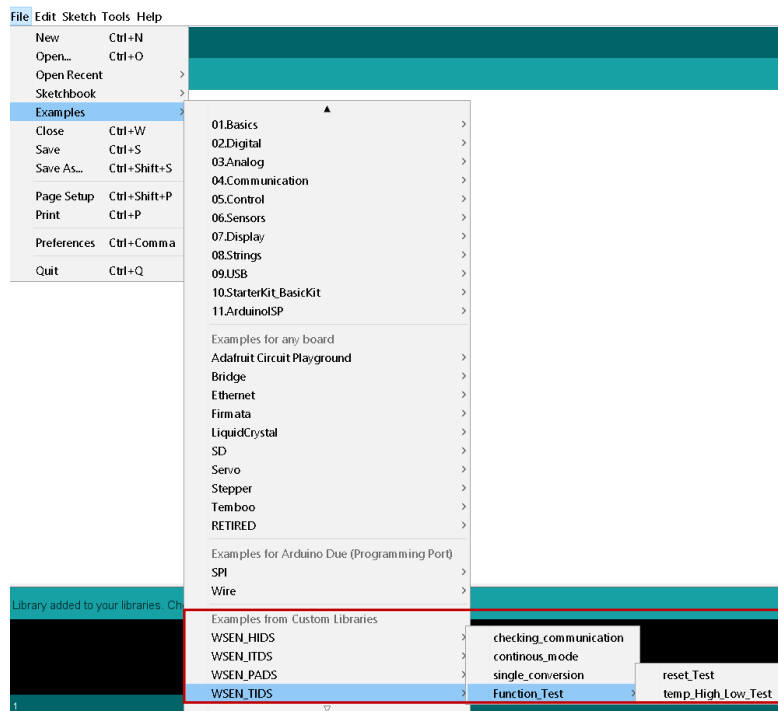 File Edit Sketch Tools Help
New Ctrl+N
Open... Ctrl+O
Open Recent
Sketchbook
Examples
Close Ctrl+W
Save Ctrl+S
Save As... Ctrl+Shift+S
Page Setup Ctrl+Shift+P
Print Ctrl+P
Preferences Ctrl+Comma
Quit Ctrl+Q
01.Basics
02.Digital
03.Analog
04.Communication
05.Control
06.Sensors
07.Display
08.Strings
09.USB
10.StarterKit_BasicKit
11.ArduinoISP
Examples for any board
Adafruit Circuit Playground
Bridge
Ethernet
Firmata
LiquidCrystal
SD
Servo
Stepper
Temboo
RETIRED
Examples for Arduino Due (Programming Port)
SPI
Wire
Examples from Custom Libraries
WSEN_HIDS
WSEN_ITDS
WSEN_PADS
WSEN_TIDS
checking_communication
continous_mode
single_conversion
Function_Test
reset_Test
temp_High_Low_Test
Library added to your libraries. Ch
1